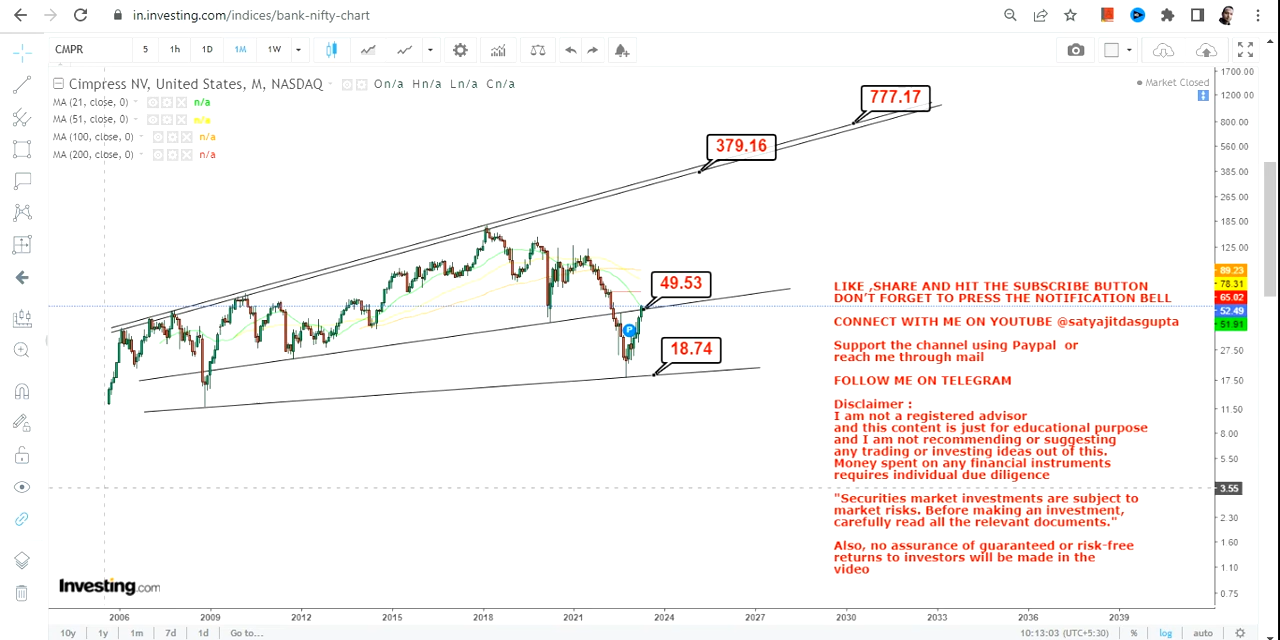 in.investing.com/indices/bank-nifty-chart
CMPR 5 1h 1D 1M 1W
Cimpress NV, United States, M, NASDAQ On/a Hn/a Ln/a Cn/a
MA (21, close, 0) n/a
MA (51, close, 0) n/a
MA (100, close, 0) n/a
MA (200, close, 0) n/a
Market Closed
777.17
379.16
49.53
18.74
P
1700.00
1200.00
800.00
560.00
385.00
265.00
185.00
125.00
89.23
78.31
65.02
52.49
51.91
27.50
17.50
11.50
8.00
5.50
3.55
2.30
1.60
1.10
0.75
LIKE ,SHARE AND HIT THE SUBSCRIBE BUTTON
DON'T FORGET TO PRESS THE NOTIFICATION BELL
CONNECT WITH ME ON YOUTUBE @satyajitdasgupta
Support the channel using Paypal or
reach me through mail
FOLLOW ME ON TELEGRAM
Disclaimer :
I am not a registered advisor
and this content is just for educational purpose
and I am not recommending or suggesting
any trading or investing ideas out of this.
Money spent on any financial instruments
requires individual due diligence
"Securities market investments are subject to
market risks. Before making an investment,
carefully read all the relevant documents."
Also, no assurance of guaranteed or risk-free
returns to investors will be made in the
video
Investing.com
2006 2009 2012 2015 2018 2021 2024 2027 2030 2033 2036 2039
10y 1y 1m 7d 1d Go to... 10:13:03 (UTC+5:30) % log auto